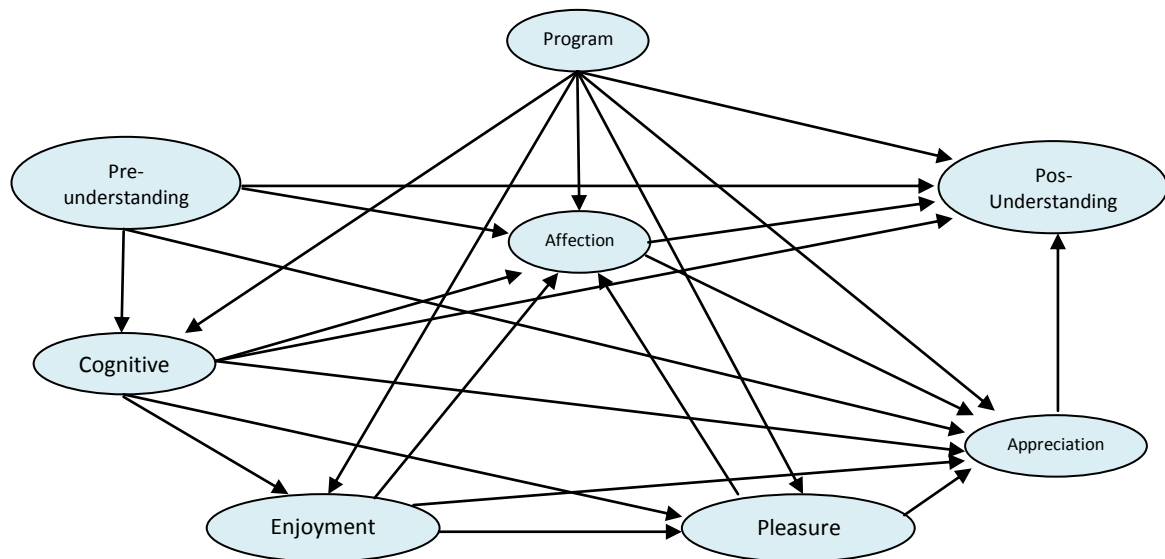 Program
Pre-
understanding
Pos-
Understanding
Affection
Cognitive
Appreciation
Enjoyment
Pleasure